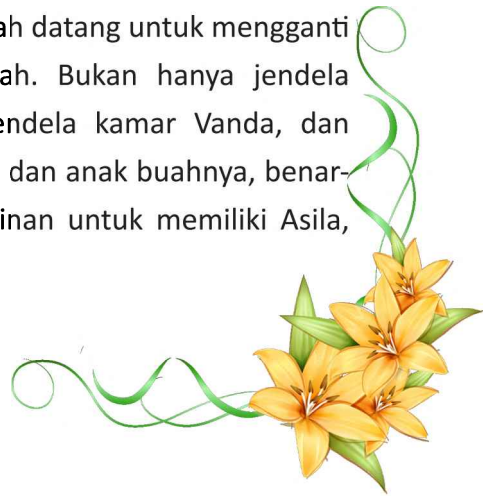 ah datang untuk mengganti
ah. Bukan hanya jendela
endela kamar Vanda, dan
dan anak buahnya, benar-
inan untuk memiliki Asila,